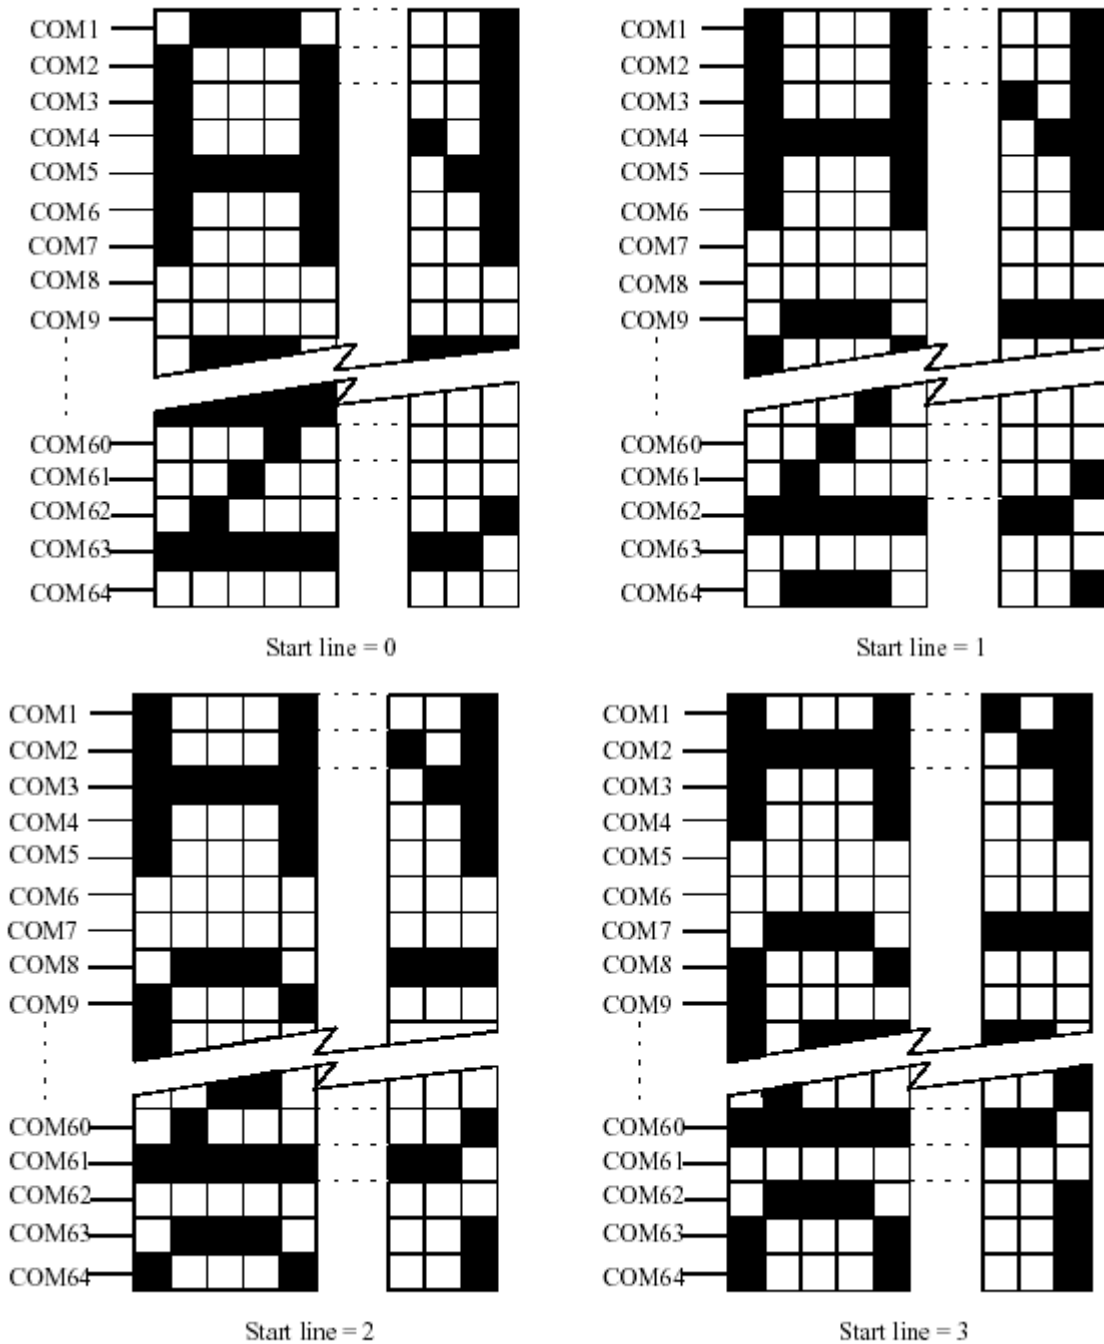 COM1
COM2
COM3
COM4
COM5
COM6
COM7
COM8
COM9
COM60
COM61
COM62
COM63
COM64
Start line = 0
COM1
COM2
COM3
COM4
COM5
COM6
COM7
COM8
COM9
COM60
COM61
COM62
COM63
COM64
Start line = 1
COM1
COM2
COM3
COM4
COM5
COM6
COM7
COM8
COM9
COM60
COM61
COM62
COM63
COM64
Start line = 2
COM1
COM2
COM3
COM4
COM5
COM6
COM7
COM8
COM9
COM60
COM61
COM62
COM63
COM64
Start line = 3